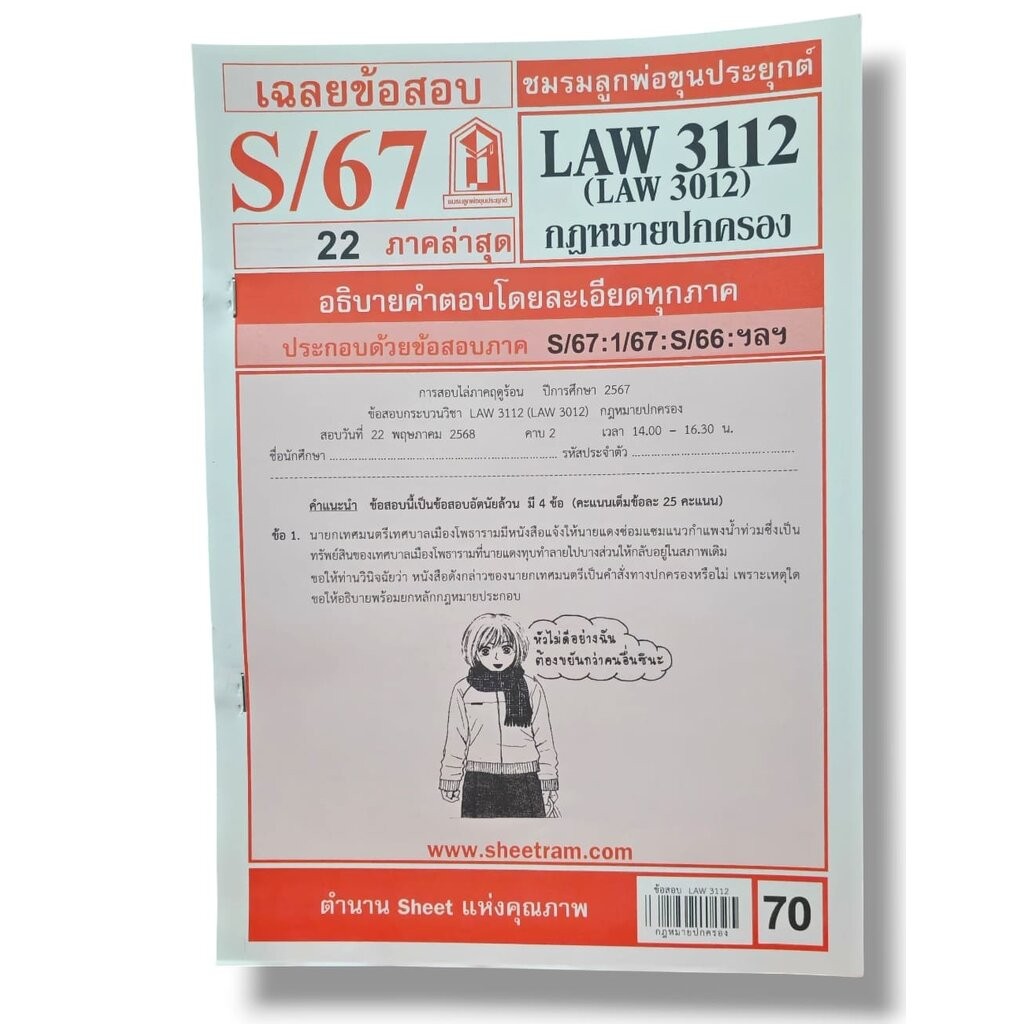 เฉลยข้อสอบ
ชมรมลูกพ่อขุนประยุกต์
S/67
ชมรมลูกพ่อขุนประยุกต์
LAW 3112
(LAW 3012)
กฎหมายปกครอง
22 ภาคล่าสุด
อธิบายคำตอบโดยละเอียดทุกภาค
ประกอบด้วยข้อสอบภาค S/67:1/67:S/66:ฯลฯ
การสอบไล่ภาคฤดูร้อน ปีการศึกษา 2567
ข้อสอบกระบวนวิชา LAW 3112 (LAW 3012) กฎหมายปกครอง
สอบวันที่ 22 พฤษภาคม 2568 คาบ 2 เวลา 14.00 – 16.30 น.
ชื่อนักศึกษา ........................................................ รหัสประจำตัว ........................................
คำแนะนำ ข้อสอบนี้เป็นข้อสอบอัตนัยล้วน มี 4 ข้อ (คะแนนเต็มข้อละ 25 คะแนน)
ข้อ 1. นายกเทศมนตรีเทศบาลเมืองโพธารามมีหนังสือแจ้งให้นายแดงซ่อมแซมแนวกำแพงน้ำท่วมซึ่งเป็น
ทรัพย์สินของเทศบาลเมืองโพธารามที่นายแดงทุบทำลายไปบางส่วนให้กลับอยู่ในสภาพเดิม
ขอให้ท่านวินิจฉัยว่า หนังสือดังกล่าวของนายกเทศมนตรีเป็นคำสั่งทางปกครองหรือไม่ เพราะเหตุใด
ขอให้อธิบายพร้อมยกหลักกฎหมายประกอบ
หัวไม่ดีอย่างฉัน
ต้องขยันกว่าคนอื่นซินะ
www.sheetram.com
ตำนาน Sheet แห่งคุณภาพ
ข้อสอบ LAW 3112
กฎหมายปกครอง
70